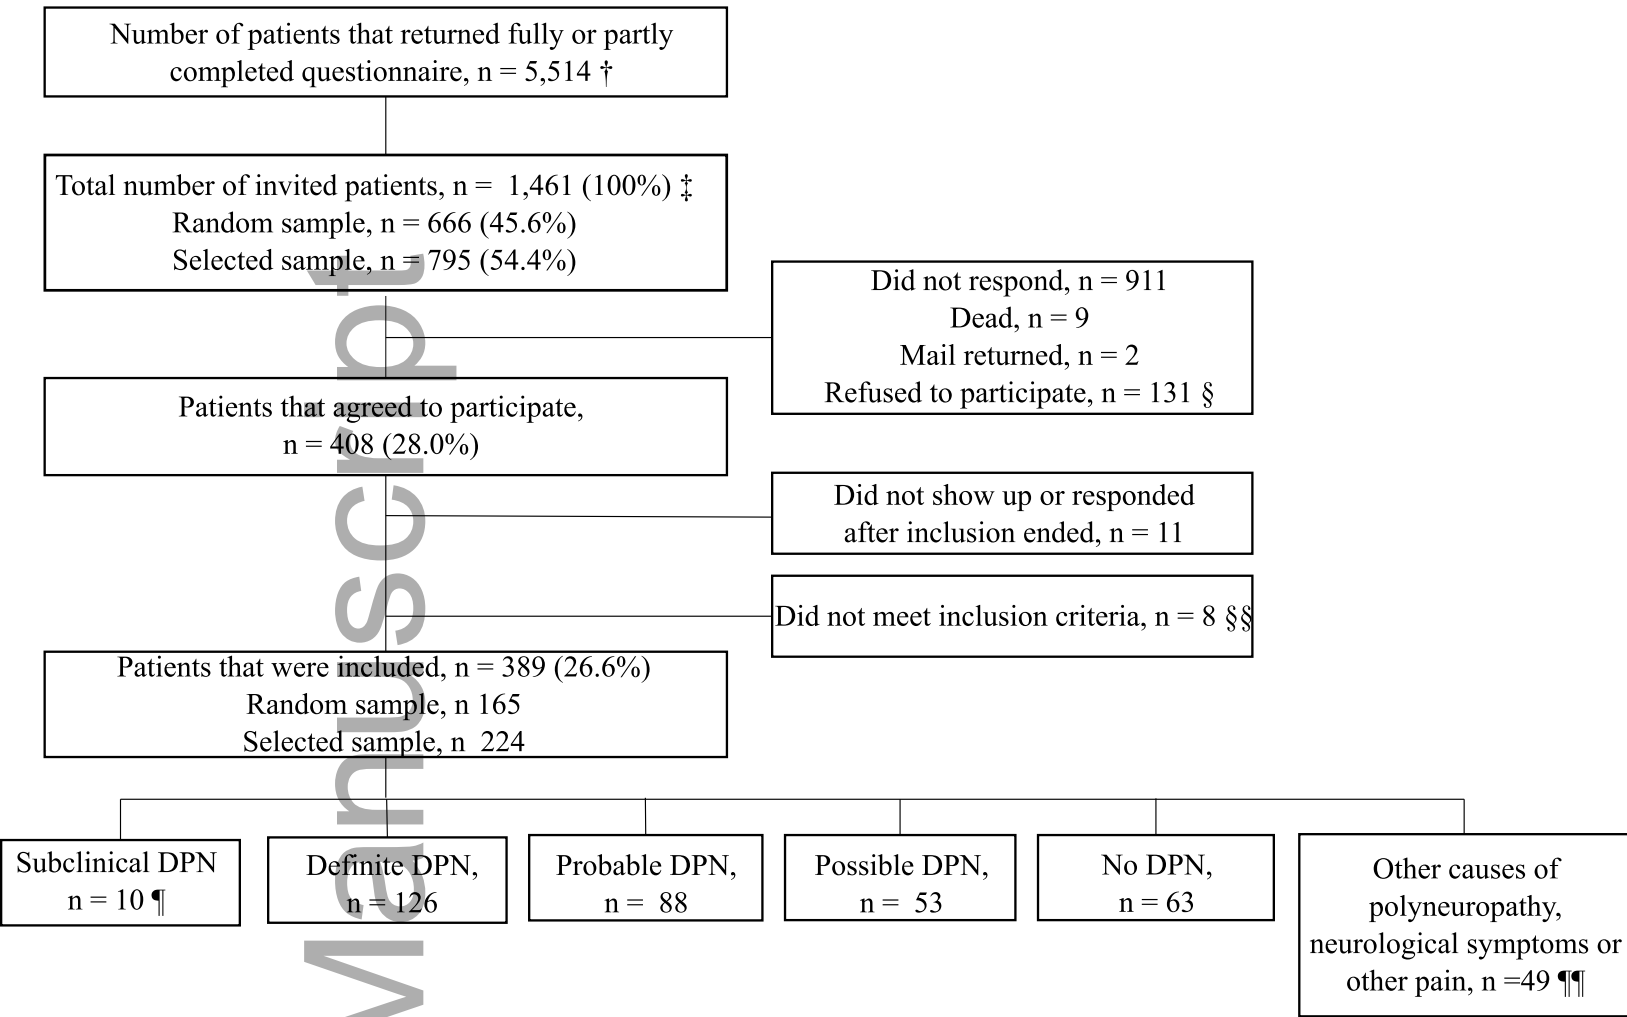 Number of patients that returned fully or partly
completed questionnaire, n = 5,514 †
Total number of invited patients, n =  1,461 (100%) ‡
Random sample, n = 666 (45.6%)
Selected sample, n = 795 (54.4%)
Did not respond, n = 911
Dead, n = 9
Mail returned, n = 2
Refused to participate, n = 131 §
Patients that agreed to participate,
n = 408 (28.0%)
Did not show up or responded
after inclusion ended, n = 11
Did not meet inclusion criteria, n = 8 §§
Patients that were included, n = 389 (26.6%)
Random sample, n 165
Selected sample, n  224
Subclinical DPN
n = 10 ¶
Definite DPN,
n = 126
Probable DPN,
n =  88
Possible DPN,
n =  53
No DPN,
n = 63
Other causes of
polyneuropathy,
neurological symptoms or
other pain, n =49 ¶¶
Manuscript